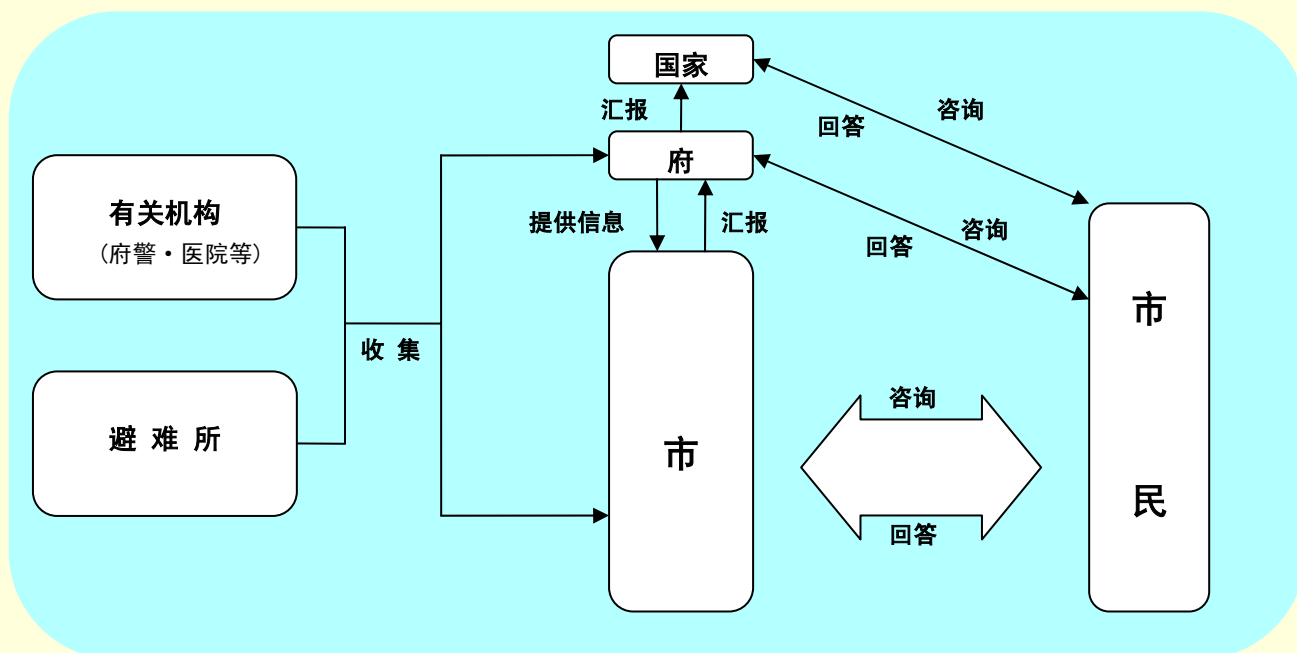 国家
汇报
咨询
回答
府
有关机构
（府警・医院等）
提供信息
汇报
咨询
回答
市
民
收 集
咨询
避 难 所
市
回答